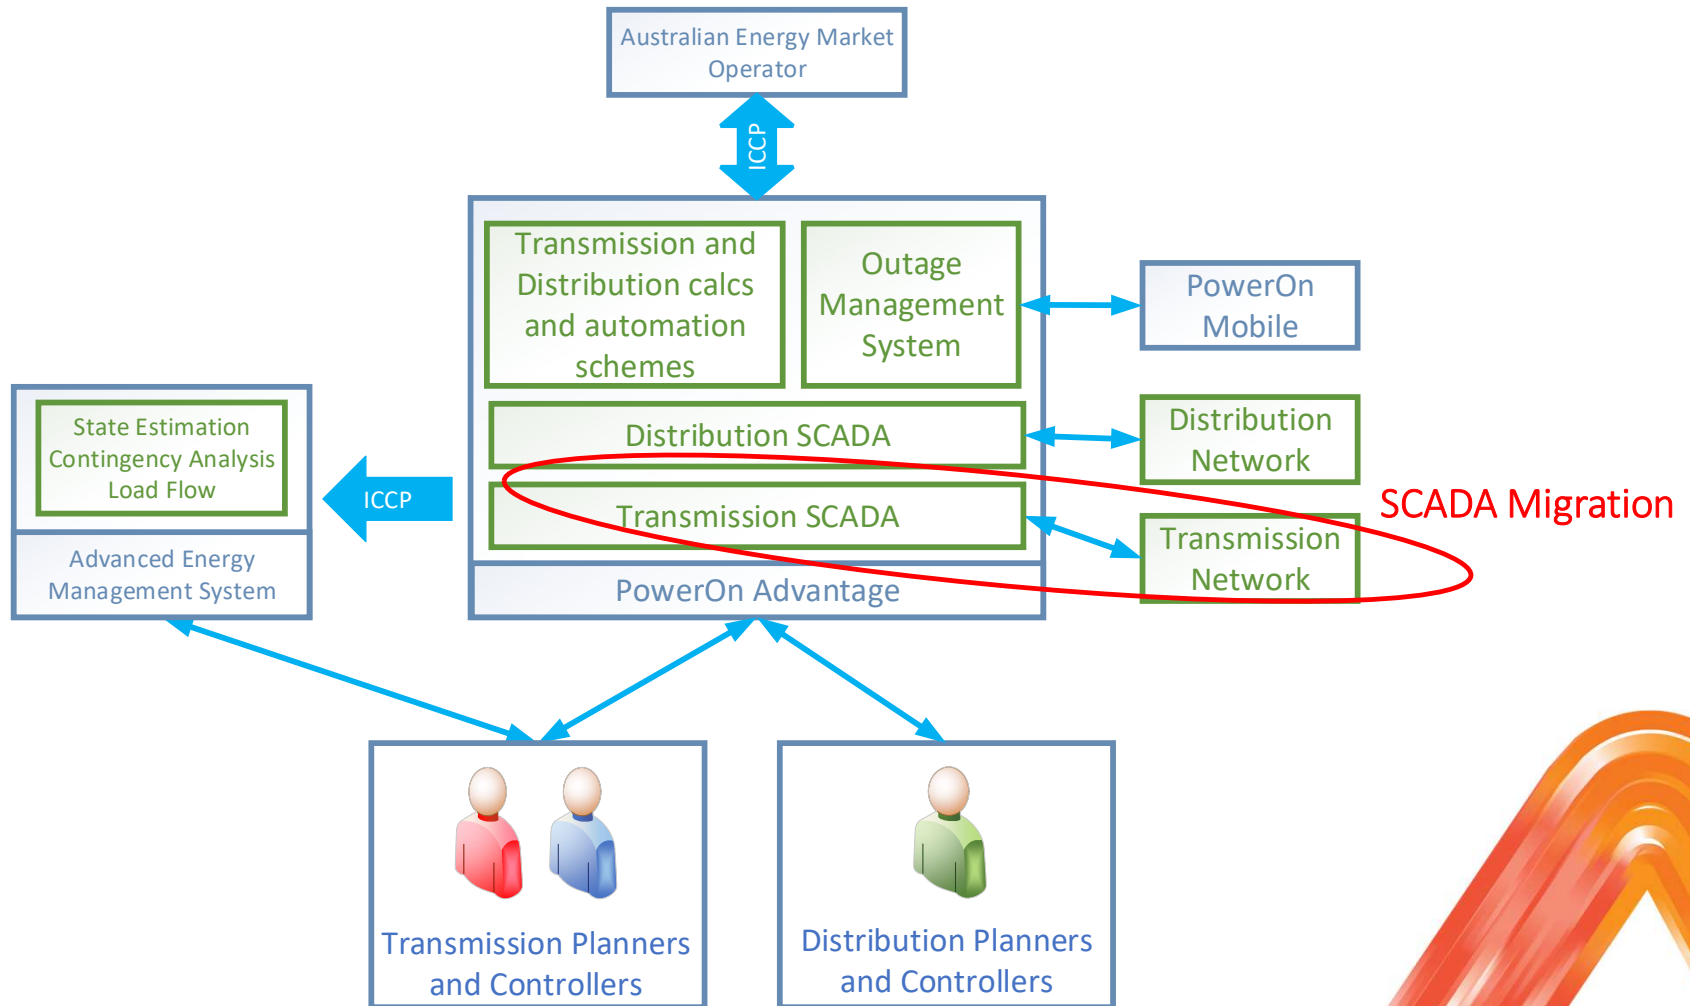 Australian Energy Market
Operator
ICCP
Transmission and
Distribution calcs
and automation
schemes
Outage
Management
System
PowerOn
Mobile
State Estimation
Contingency Analysis
Load Flow
Advanced Energy
Management System
ICCP
Distribution SCADA
Transmission SCADA
PowerOn Advantage
Distribution
Network
Transmission
Network
SCADA Migration
Transmission Planners
and Controllers
Distribution Planners
and Controllers